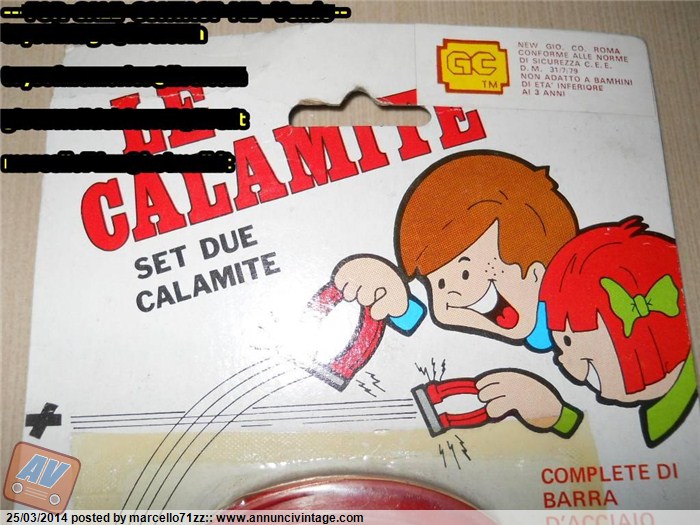 LE
CALAMITE
SET DUE
CALAMITE
GC
TM
NEW GIO. CO. ROMA
CONFORME ALLE NORME
DI SICUREZZA C.E.E.
D.M. 31/7/79
NON ADATTO A BAMHINI
DI ETA' INFERIORE
AI 3 ANNI
COMPLETE DI
BARRA
D'ACCIAIO
AV
25/03/2014 posted by marcello71zz:: www.annuncivintage.com